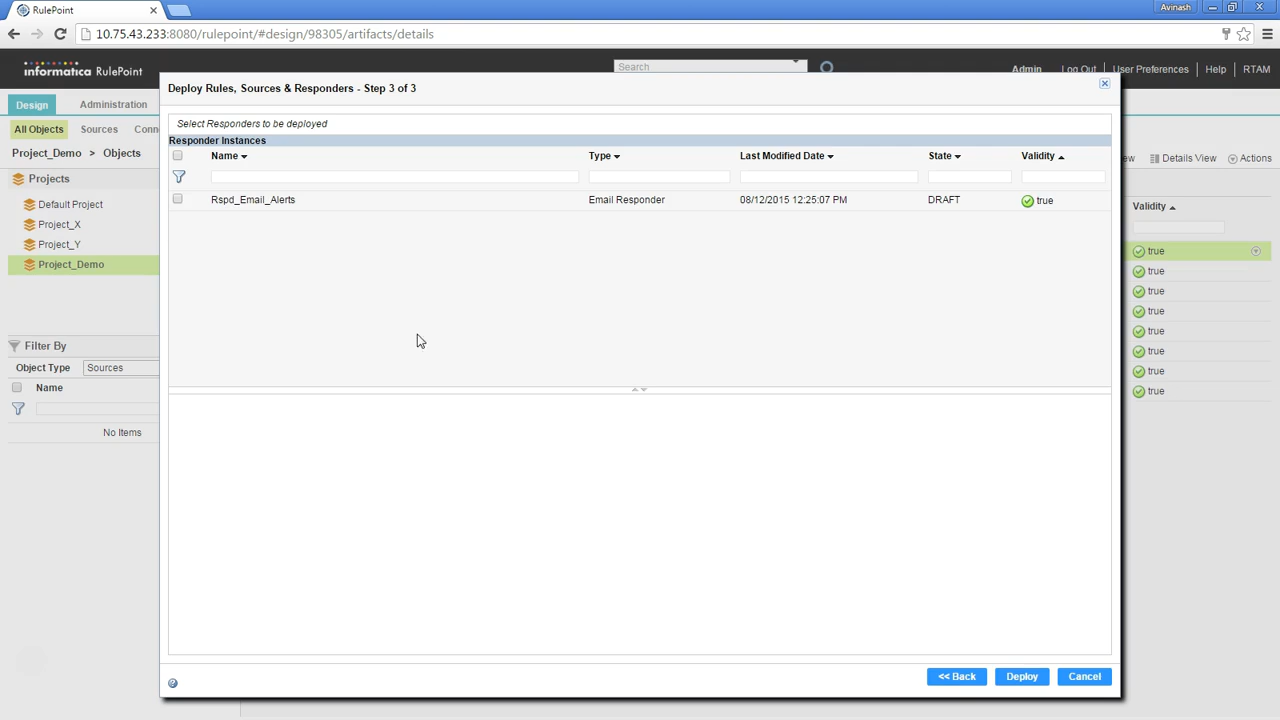 RulePoint
Avinash
10.75.43.233:8080/rulepoint/#design/98305/artifacts/details
informatica RulePoint
Search
Admin Log Out User Preferences Help RTAM
Design Administration
All Objects Sources Conn
Project_Demo > Objects
Projects
Default Project
Project_X
Project_Y
Project_Demo
Filter By
Object Type Sources
Name
No Items
Deploy Rules, Sources & Responders - Step 3 of 3
Select Responders to be deployed
Responder Instances
Name Type Last Modified Date State Validity
Rspd_Email_Alerts Email Responder 08/12/2015 12:25:07 PM DRAFT true
<< Back Deploy Cancel
ew Details View Actions
Validity
true
true
true
true
true
true
true
true